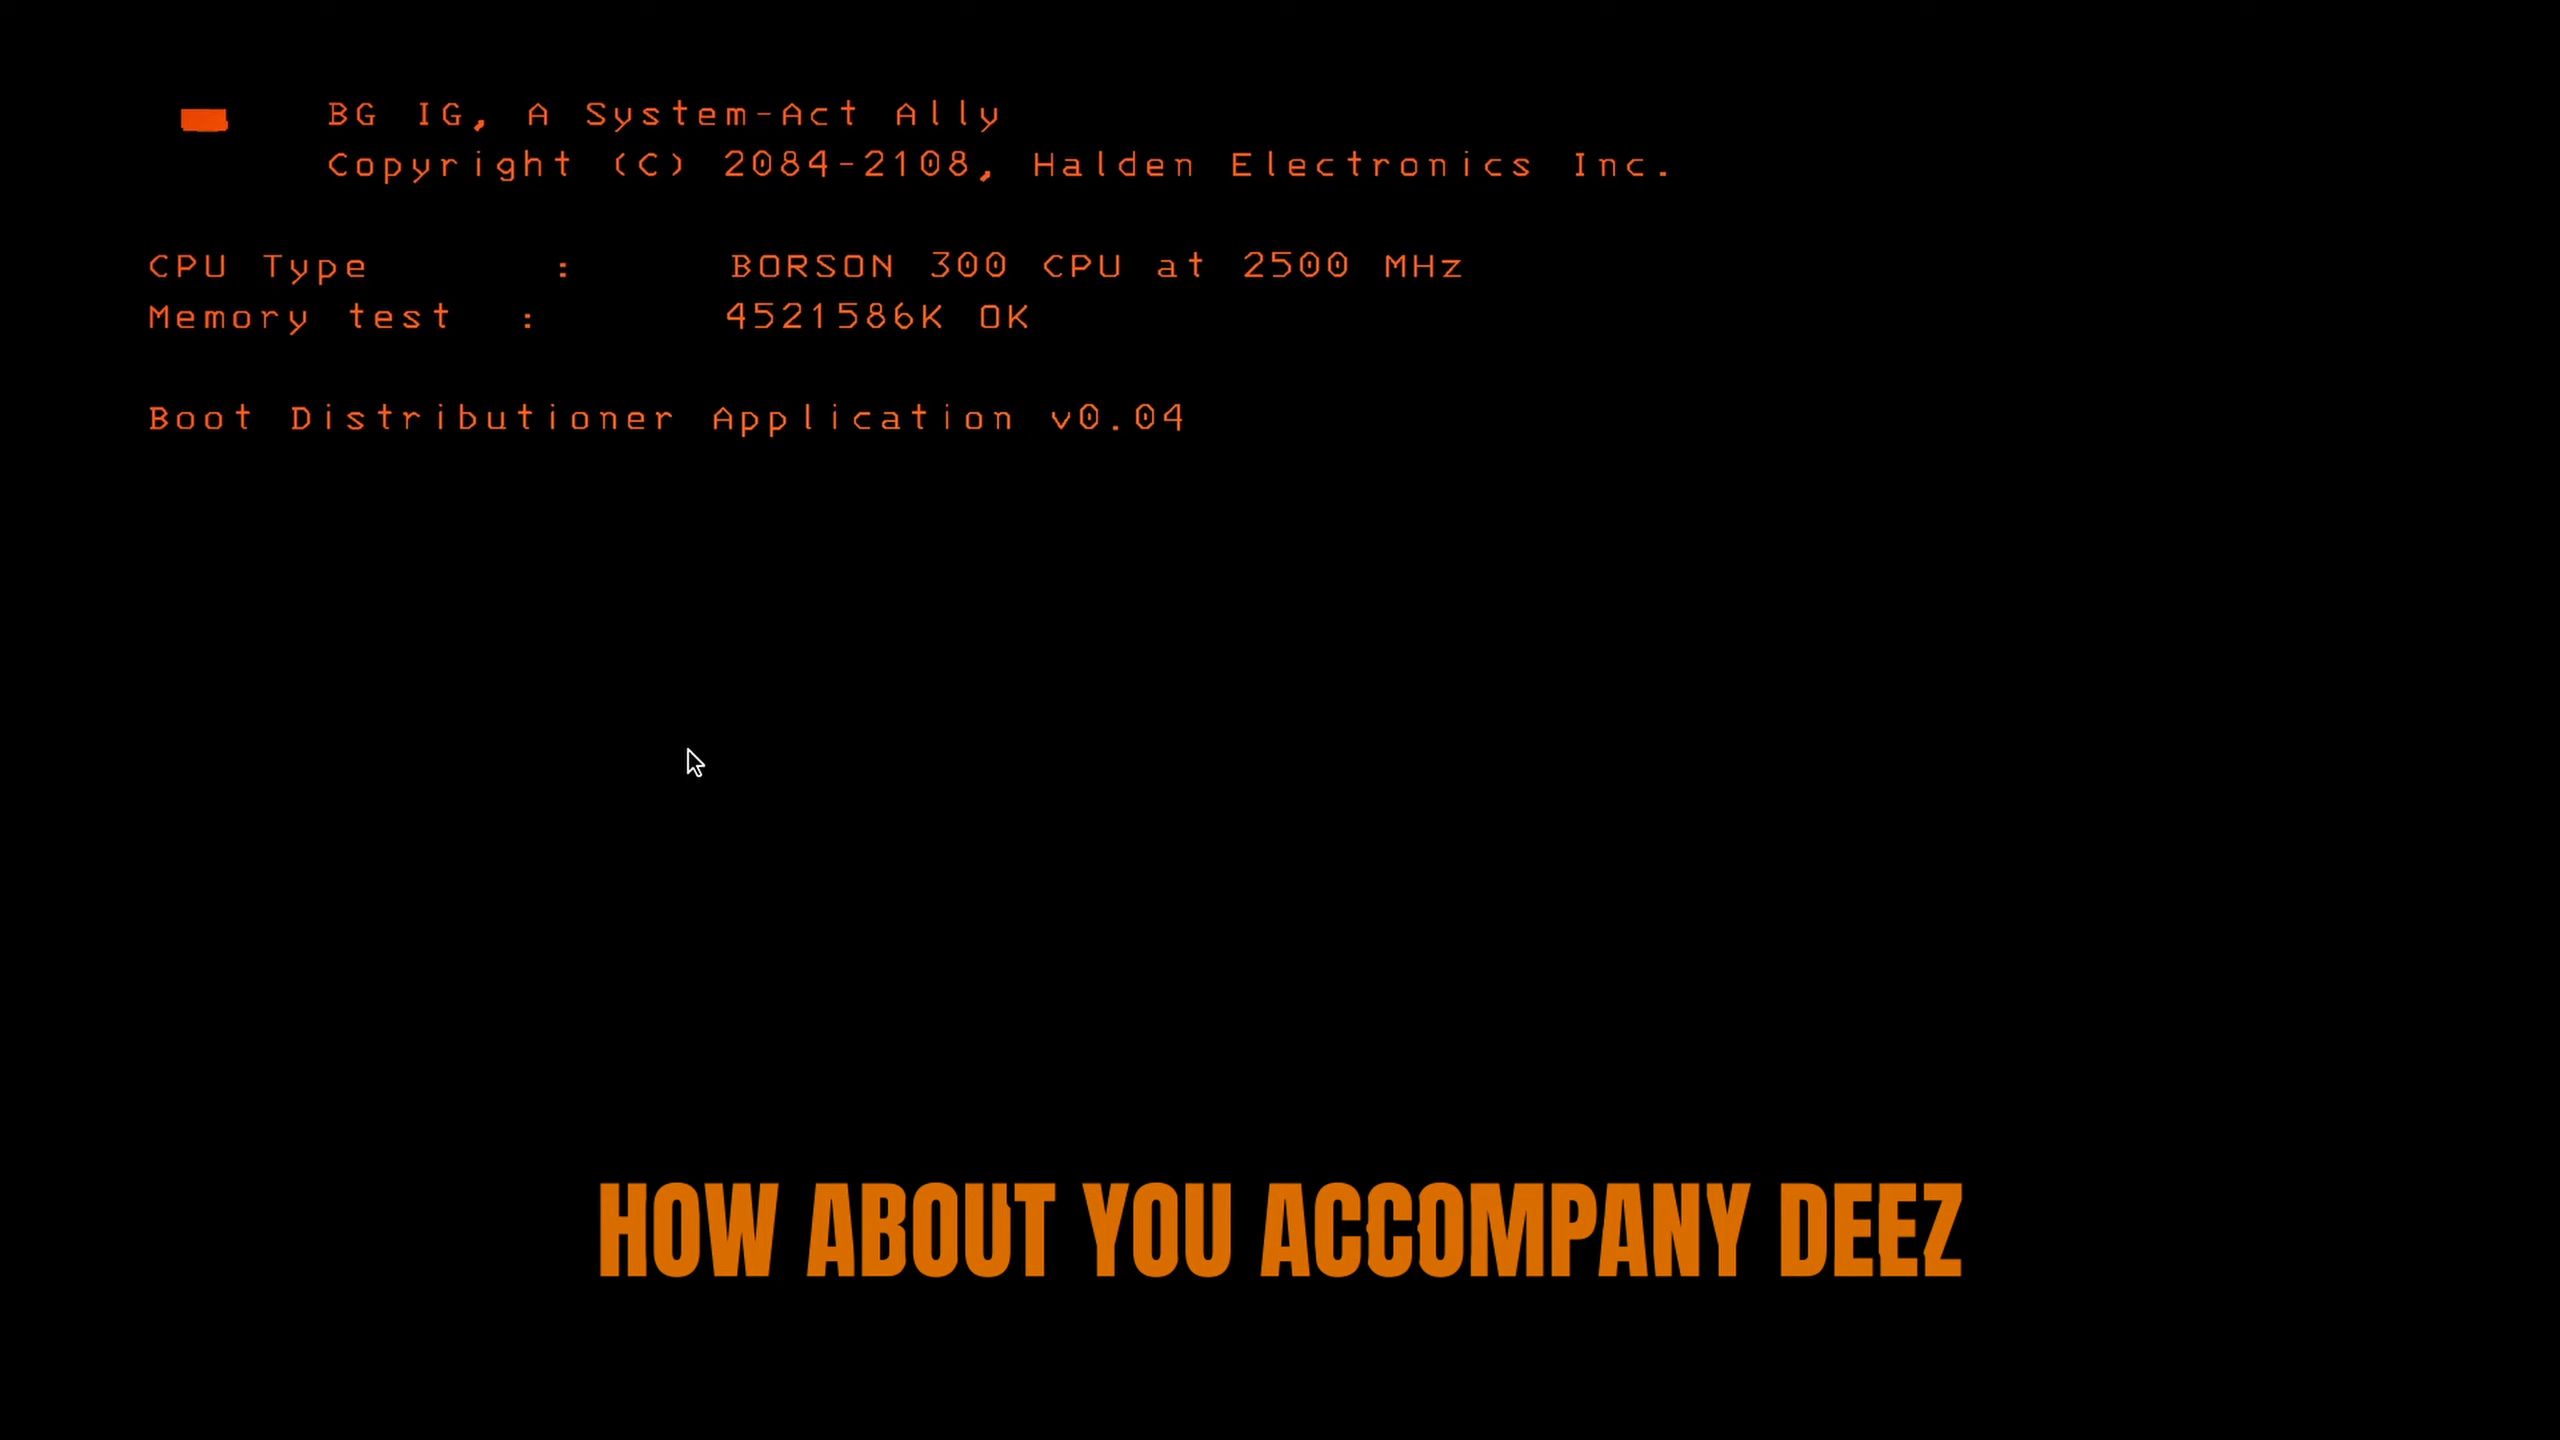 BG IG, A System-Act Ally
Copyright (C) 2084-2108, Halden Electronics Inc.
CPU Type : BORSON 300 CPU at 2500 MHz
Memory test : 4521586K OK
Boot Distributioner Application v0.04
HOW ABOUT YOU ACCOMPANY DEEZ